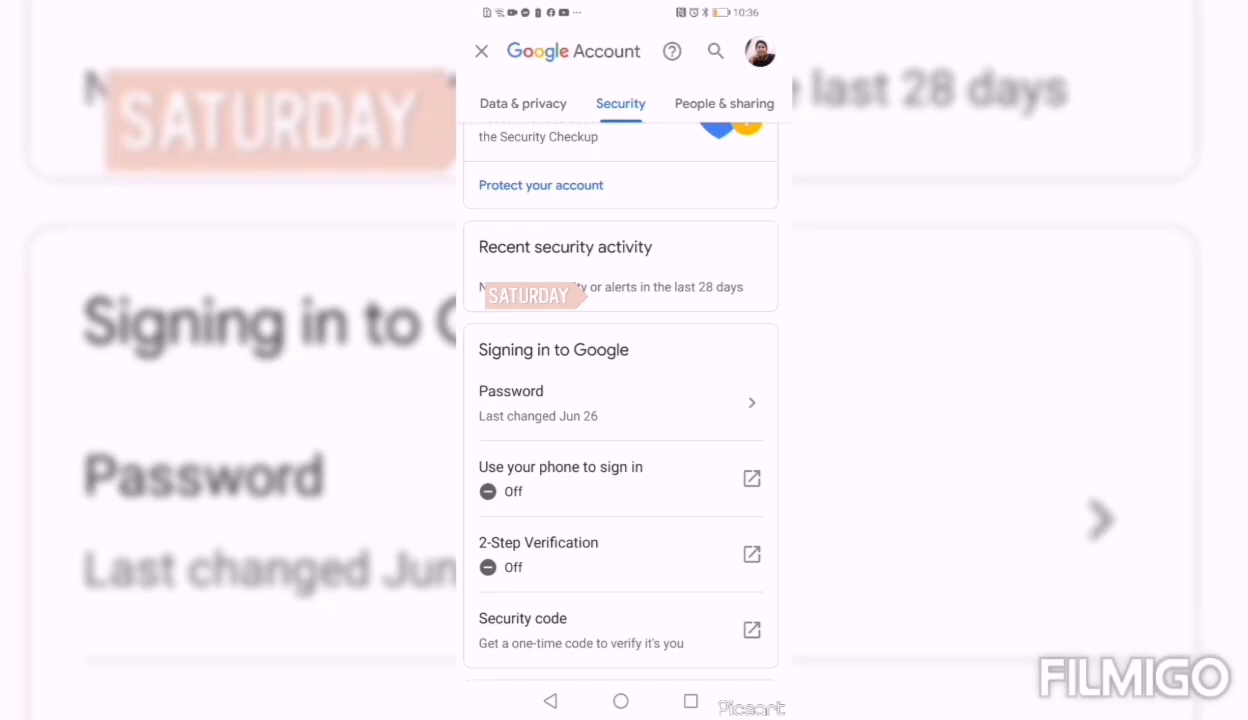 10:36
Google Account
Data & privacy Security People & sharing
the Security Checkup
Protect your account
Recent security activity
or alerts in the last 28 days
SATURDAY
Signing in to Google
Password
Last changed Jun 26
Use your phone to sign in
Off
2-Step Verification
Off
Security code
Get a one-time code to verify it's you
Picsart
FILMIGO
SATURDAY
last 28 days
Signing in to
Password
Last changed Jun